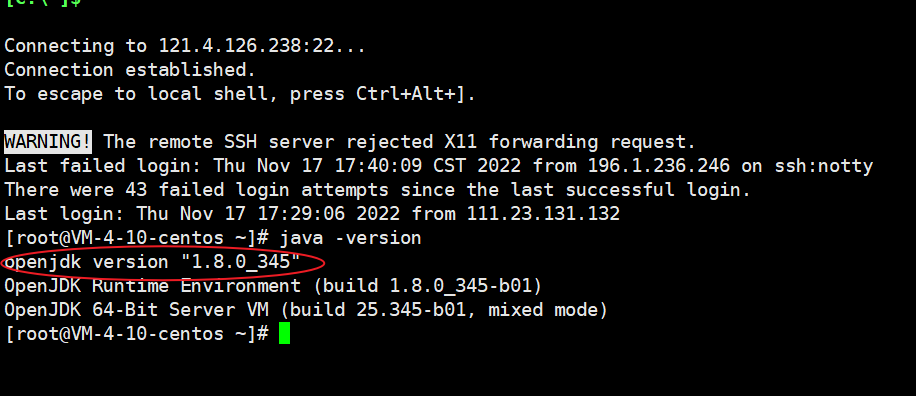 Connecting to 121.4.126.238:22...
Connection established.
To escape to local shell, press Ctrl+Alt+].
WARNING! The remote SSH server rejected X11 forwarding request.
Last failed login: Thu Nov 17 17:40:09 CST 2022 from 196.1.236.246 on ssh:notty
There were 43 failed login attempts since the last successful login.
Last login: Thu Nov 17 17:29:06 2022 from 111.23.131.132
[root@VM-4-10-centos ~]# java -version
openjdk version "1.8.0_345"
OpenJDK Runtime Environment (build 1.8.0_345-b01)
OpenJDK 64-Bit Server VM (build 25.345-b01, mixed mode)
[root@VM-4-10-centos ~]#